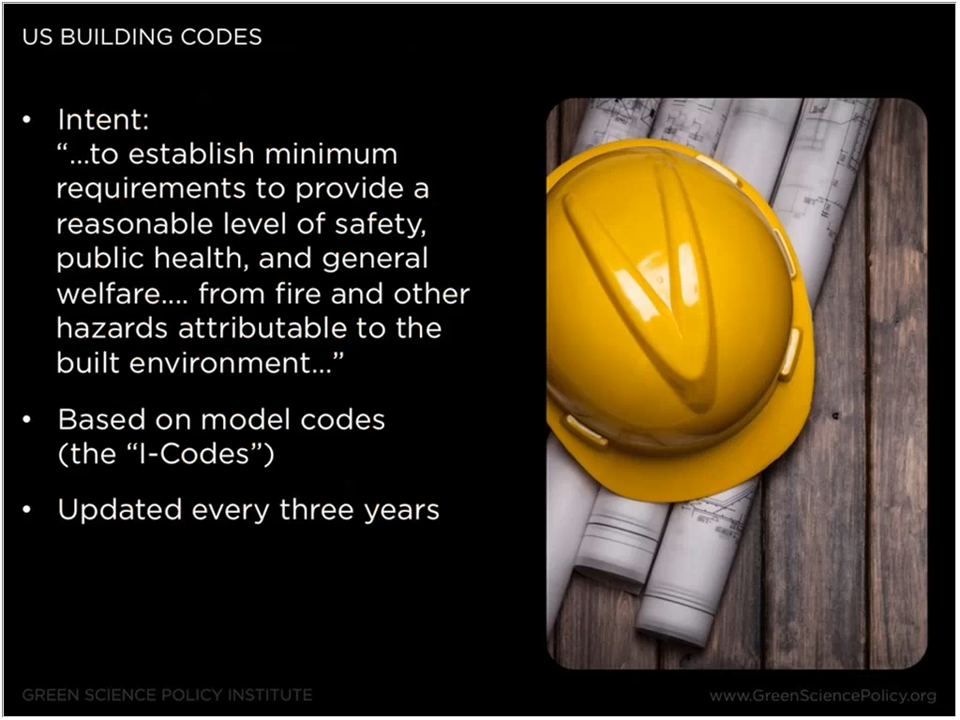 US BUILDING CODES
• Intent:
“...to establish minimum
requirements to provide a
reasonable level of safety,
public health, and general
welfare.... from fire and other
hazards attributable to the
built environment...”
• Based on model codes
(the “I-Codes”)
• Updated every three years
GREEN SCIENCE POLICY INSTITUTE
www.GreenSciencePolicy.org